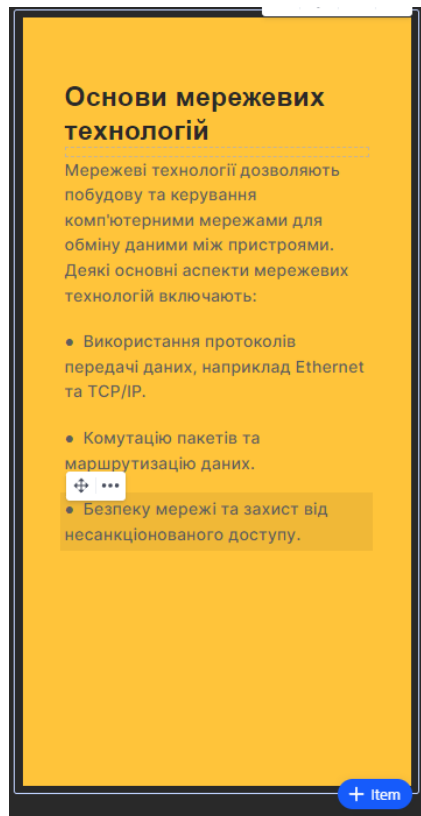 Основи мережевих
технологій
Мережеві технології дозволяють
побудову та керування
комп'ютерними мережами для
обміну даними між пристроями.
Деякі основні аспекти мережевих
технологій включають:
● Використання протоколів
передачі даних, наприклад Ethernet
та TCP/IP.
● Комутацію пакетів та
маршрутизацію даних.
● Безпеку мережі та захист від
несанкціонованого доступу.
+ Item